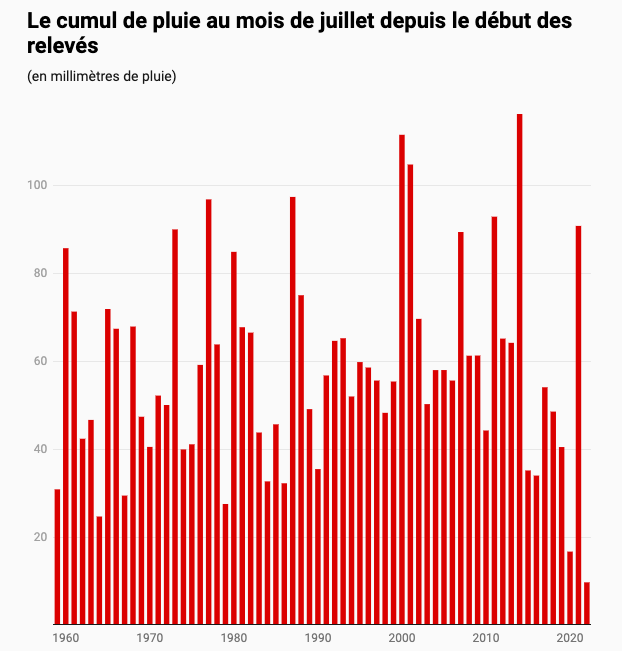 Le cumul de pluie au mois de juillet depuis le début des
relevés
(en millimètres de pluie)
100
80
60
40
20
1960 1970 1980 1990 2000 2010 2020